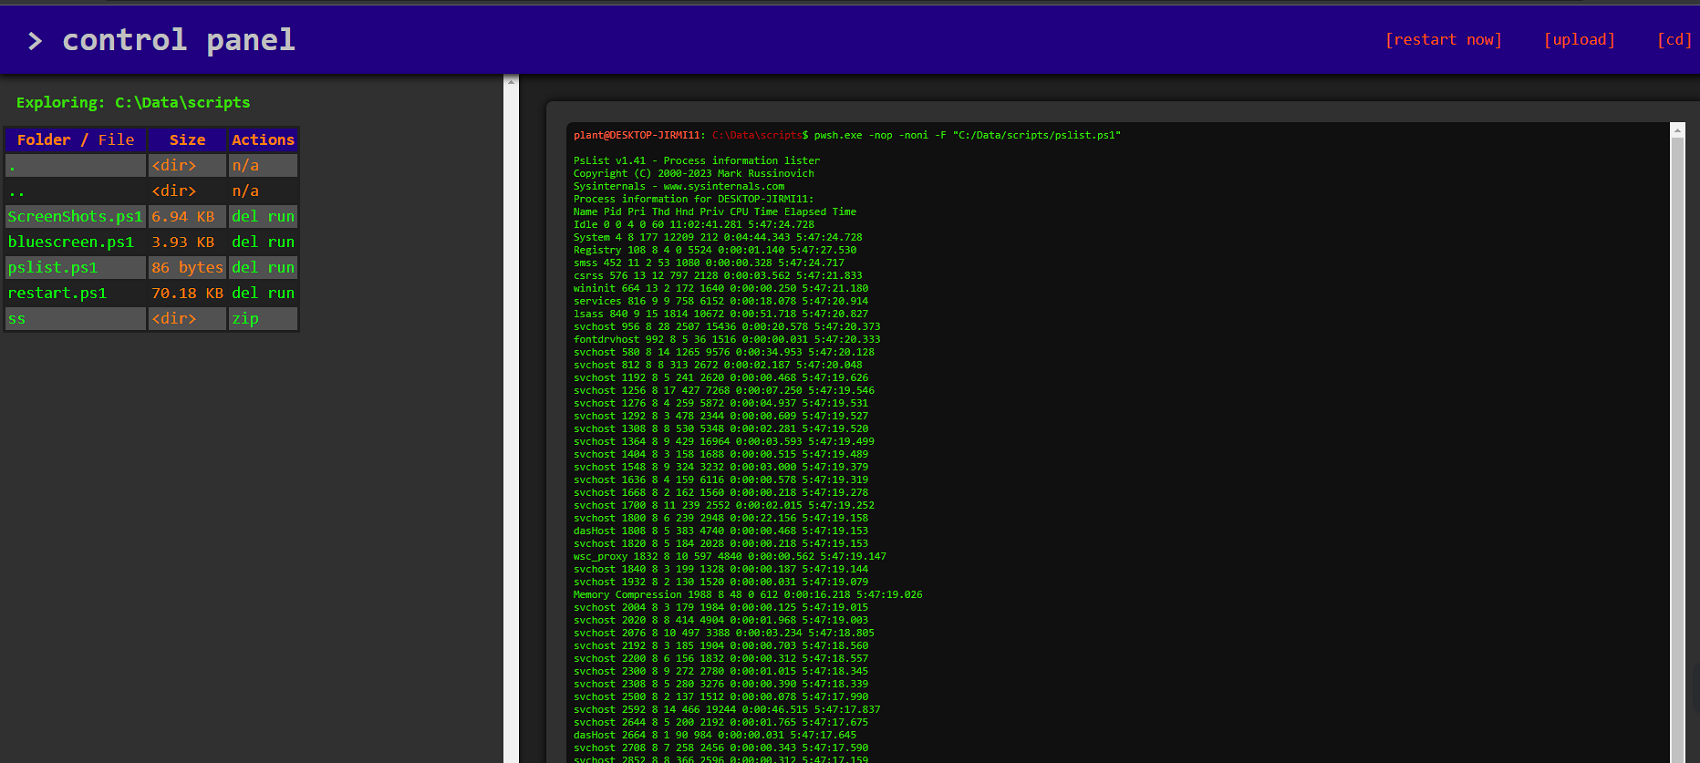 > control panel
[restart now] [upload] [cd]
Exploring: C:\Data\scripts
Folder / File Size Actions
. <dir> n/a
.. <dir> n/a
ScreenShots.ps1 6.94 KB del run
bluescreen.ps1 3.93 KB del run
pslist.ps1 86 bytes del run
restart.ps1 70.18 KB del run
ss <dir> zip
plant@DESKTOP-JIRMI11: C:\Data\scripts$ pwsh.exe -nop -noni -F "C:/Data/scripts/pslist.ps1"
PsList v1.41 - Process information lister
Copyright (C) 2000-2023 Mark Russinovich
Sysinternals - www.sysinternals.com
Process information for DESKTOP-JIRMI11:
Name Pid Pri Thd Hnd Priv CPU Time Elapsed Time
Idle 0 0 4 0 60 11:02:41.281 5:47:24.728
System 4 8 177 12209 212 0:04:44.343 5:47:24.728
Registry 108 8 4 0 5524 0:00:01.140 5:47:27.530
smss 452 11 2 53 1080 0:00:00.328 5:47:24.717
csrss 576 13 12 797 2128 0:00:03.562 5:47:21.833
wininit 664 13 2 172 1640 0:00:00.250 5:47:21.180
services 816 9 9 758 6152 0:00:18.078 5:47:20.914
lsass 840 9 15 1814 10672 0:00:51.718 5:47:20.827
svchost 956 8 28 2507 15436 0:00:20.578 5:47:20.373
fontdrvhost 992 8 5 36 1516 0:00:00.031 5:47:20.333
svchost 580 8 14 1265 9576 0:00:34.953 5:47:20.128
svchost 812 8 8 313 2672 0:00:02.187 5:47:20.048
svchost 1192 8 5 241 2620 0:00:00.468 5:47:19.626
svchost 1256 8 17 427 7268 0:00:07.250 5:47:19.546
svchost 1276 8 4 259 5872 0:00:04.937 5:47:19.531
svchost 1292 8 3 478 2344 0:00:00.609 5:47:19.527
svchost 1308 8 8 530 5348 0:00:02.281 5:47:19.520
svchost 1364 8 9 429 16964 0:00:03.593 5:47:19.499
svchost 1404 8 3 158 1688 0:00:00.515 5:47:19.489
svchost 1548 8 9 324 3232 0:00:03.000 5:47:19.379
svchost 1636 8 4 159 6116 0:00:00.578 5:47:19.319
svchost 1668 8 2 162 1560 0:00:00.218 5:47:19.278
svchost 1700 8 11 239 2552 0:00:02.015 5:47:19.252
svchost 1800 8 6 239 2948 0:00:22.156 5:47:19.158
dasHost 1808 8 5 383 4740 0:00:00.468 5:47:19.153
svchost 1820 8 5 184 2028 0:00:00.218 5:47:19.153
wsc_proxy 1832 8 10 597 4840 0:00:00.562 5:47:19.147
svchost 1840 8 3 199 1328 0:00:00.187 5:47:19.144
svchost 1932 8 2 130 1520 0:00:00.031 5:47:19.079
Memory Compression 1988 8 48 0 612 0:00:16.218 5:47:19.026
svchost 2004 8 3 179 1984 0:00:00.125 5:47:19.015
svchost 2020 8 8 414 4904 0:00:01.968 5:47:19.003
svchost 2076 8 10 497 3388 0:00:03.234 5:47:18.805
svchost 2192 8 3 185 1904 0:00:00.703 5:47:18.560
svchost 2200 8 6 156 1832 0:00:00.312 5:47:18.557
svchost 2300 8 9 272 2780 0:00:01.015 5:47:18.345
svchost 2308 8 5 280 3276 0:00:00.390 5:47:18.339
svchost 2500 8 2 137 1512 0:00:00.078 5:47:17.990
svchost 2592 8 14 466 19244 0:00:46.515 5:47:17.837
svchost 2644 8 5 200 2192 0:00:01.765 5:47:17.675
dasHost 2664 8 1 90 984 0:00:00.031 5:47:17.645
svchost 2708 8 7 258 2456 0:00:00.343 5:47:17.590
svchost 2852 8 8 366 2596 0:00:00.312 5:47:17.159